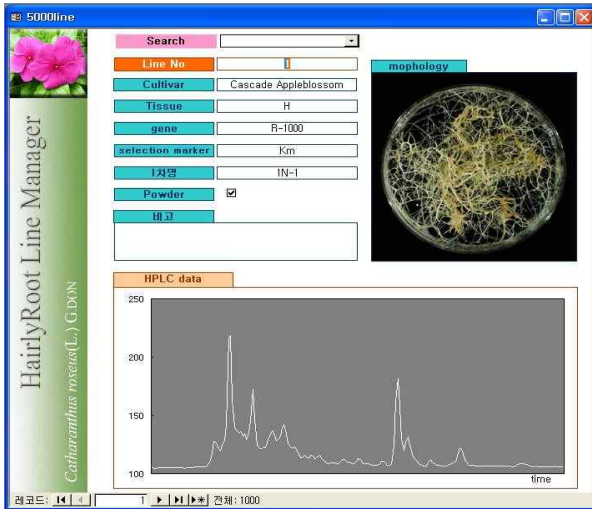 5000line
Search
Line No 1
mophology
Cultivar Cascade Appleblossom
Tissue H
gene R-1000
selection marker Km
1차명 1N-1
Powder
비고
HairlyRoot Line Manager
Catharanthus roseus(L.) G.DON
HPLC data
250
200
150
100
time
레코드: 1 전체: 1000